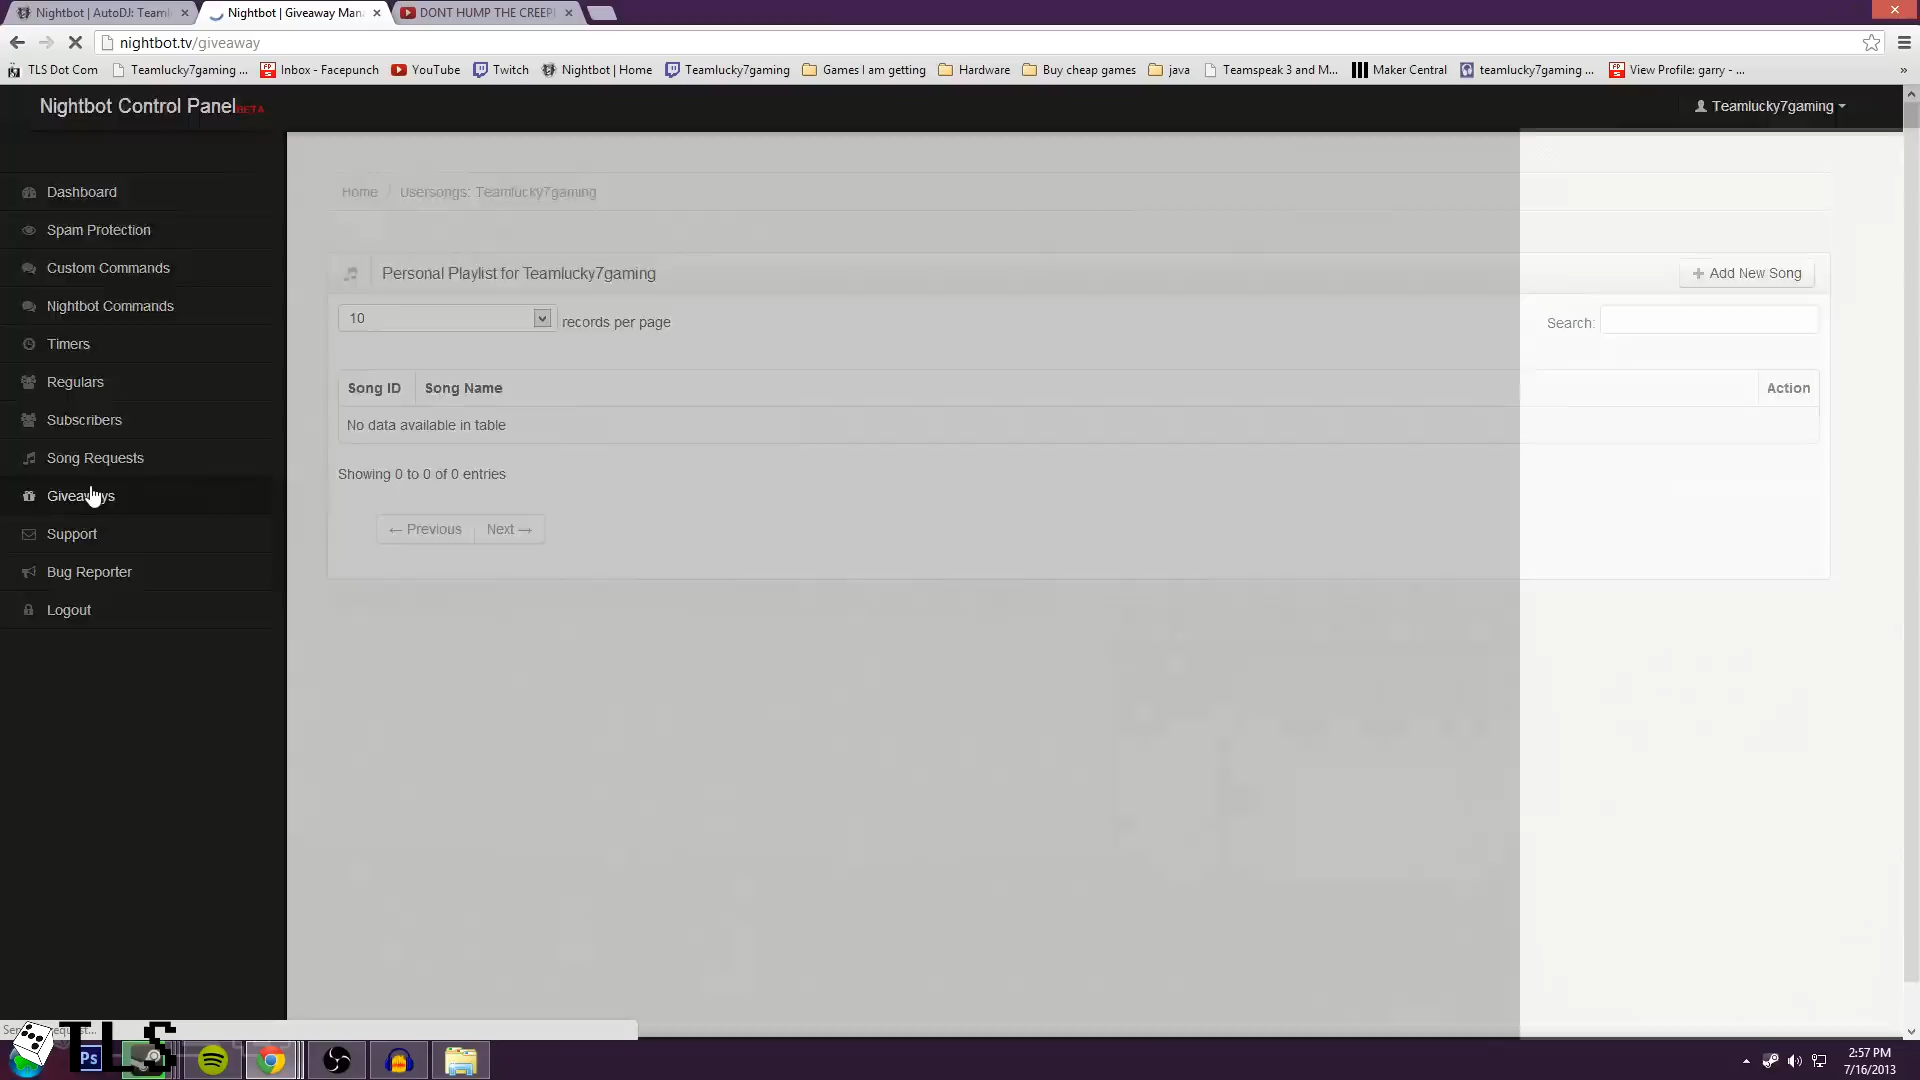 Nightbot | AutoDJ: Teaml
Nightbot | Giveaway Man
DONT HUMP THE CREEPI
nightbot.tv/giveaway
TLS Dot Com
Teamlucky7gaming ...
Inbox - Facepunch
YouTube
Twitch
Nightbot | Home
Teamlucky7gaming
Games I am getting
Hardware
Buy cheap games
java
Teamspeak 3 and M...
Maker Central
teamlucky7gaming ...
View Profile: garry - ...
»
Nightbot Control Panel BETA
Teamlucky7gaming
Dashboard
Spam Protection
Custom Commands
Nightbot Commands
Timers
Regulars
Subscribers
Song Requests
Giveaways
Support
Bug Reporter
Logout
Home / Usersongs: Teamlucky7gaming
Personal Playlist for Teamlucky7gaming
+ Add New Song
10 records per page
Search:
Song ID Song Name Action
No data available in table
Showing 0 to 0 of 0 entries
← Previous Next →
TLS
Ps
2:57 PM
7/16/2013